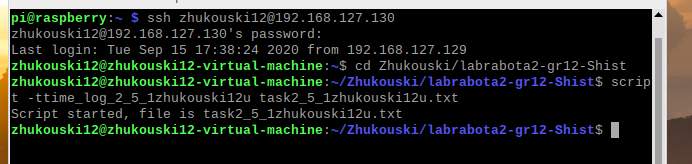 pi@raspberry:~ $ ssh zhukouski12@192.168.127.130
zhukouski12@192.168.127.130's password:
Last login: Tue Sep 15 17:38:24 2020 from 192.168.127.129
zhukouski12@zhukouski12-virtual-machine:~$ cd Zhukouski/labrabota2-gr12-Shist
zhukouski12@zhukouski12-virtual-machine:~/Zhukouski/labrabota2-gr12-Shist$ scrip
t -ttime_log_2_5_1zhukouski12u task2_5_1zhukouski12u.txt
Script started, file is task2_5_1zhukouski12u.txt
zhukouski12@zhukouski12-virtual-machine:~/Zhukouski/labrabota2-gr12-Shist$